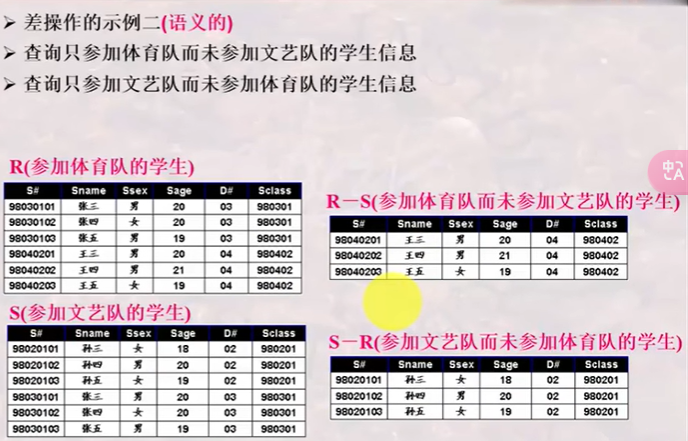 ➤ 差操作的示例二(语义的)
➤ 查询只参加体育队而未参加文艺队的学生信息
➤ 查询只参加文艺队而未参加体育队的学生信息
中 A
R(参加体育队的学生)
S# Sname Ssex Sage D# Sclass
98030101 张三 男 20 03 980301
98030102 张四 女 20 03 980301
98030103 张五 男 19 03 980301
98040201 王三 男 20 04 980402
98040202 王四 男 21 04 980402
98040203 王五 女 19 04 980402
R－S(参加体育队而未参加文艺队的学生)
S# Sname Ssex Sage D# Sclass
98040201 王三 男 20 04 980402
98040202 王四 男 21 04 980402
98040203 王五 女 19 04 980402
S(参加文艺队的学生)
S# Sname Ssex Sage D# Sclass
98020101 孙三 女 18 02 980201
98020102 孙四 男 20 02 980201
98020103 孙五 女 19 02 980201
98030101 张三 男 20 03 980301
98030102 张四 女 20 03 980301
98030103 张五 男 19 03 980301
S－R(参加文艺队而未参加体育队的学生)
S# Sname Ssex Sage D# Sclass
98020101 孙三 女 18 02 980201
98020102 孙四 男 20 02 980201
98020103 孙五 女 19 02 980201